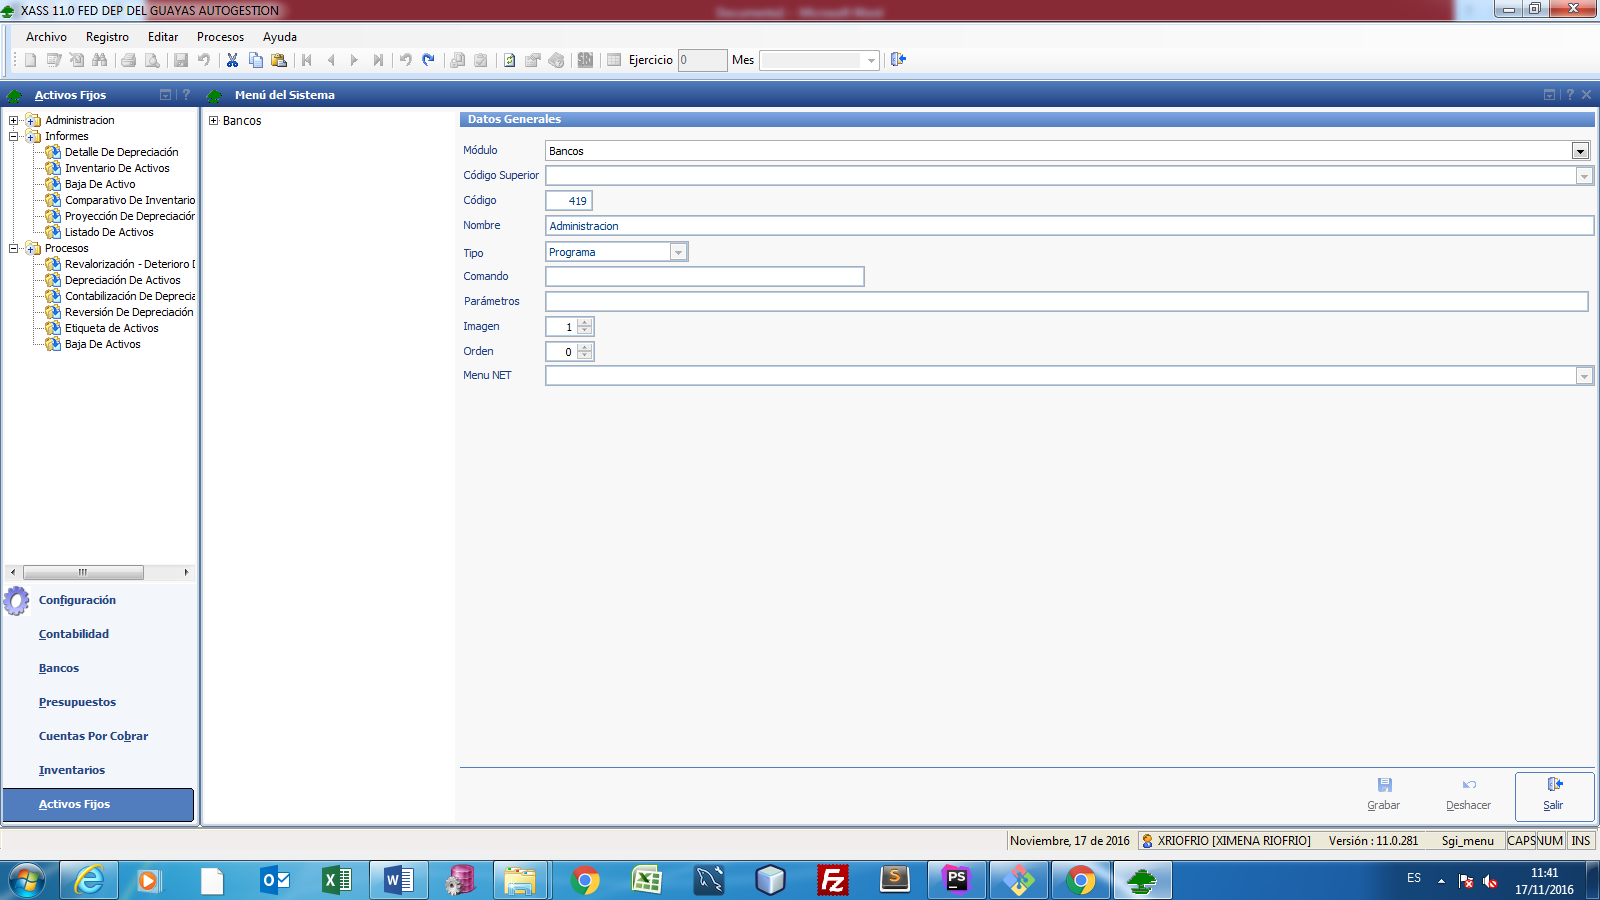 XASS 11.0 FED DEP DEL GUAYAS AUTOGESTION
Archivo Registro Editar Procesos Ayuda
Ejercicio 0 Mes
Activos Fijos
Administracion
Informes
Detalle De Depreciación
Inventario De Activos
Baja De Activo
Comparativo De Inventario
Proyección De Depreciación
Listado De Activos
Procesos
Revalorización - Deterioro D
Depreciación De Activos
Contabilización De Deprecia
Reversión De Depreciación
Etiqueta de Activos
Baja De Activos
Configuración
Contabilidad
Bancos
Presupuestos
Cuentas Por Cobrar
Inventarios
Activos Fijos
Menú del Sistema
Bancos
Datos Generales
Módulo Bancos
Código Superior
Código 419
Nombre Administracion
Tipo Programa
Comando
Parámetros
Imagen 1
Orden 0
Menu NET
Grabar Deshacer Salir
Noviembre, 17 de 2016 XRIOFRIO [XIMENA RIOFRIO] Versión : 11.0.281 Sgi_menu CAPS NUM INS
ES 11:41
17/11/2016